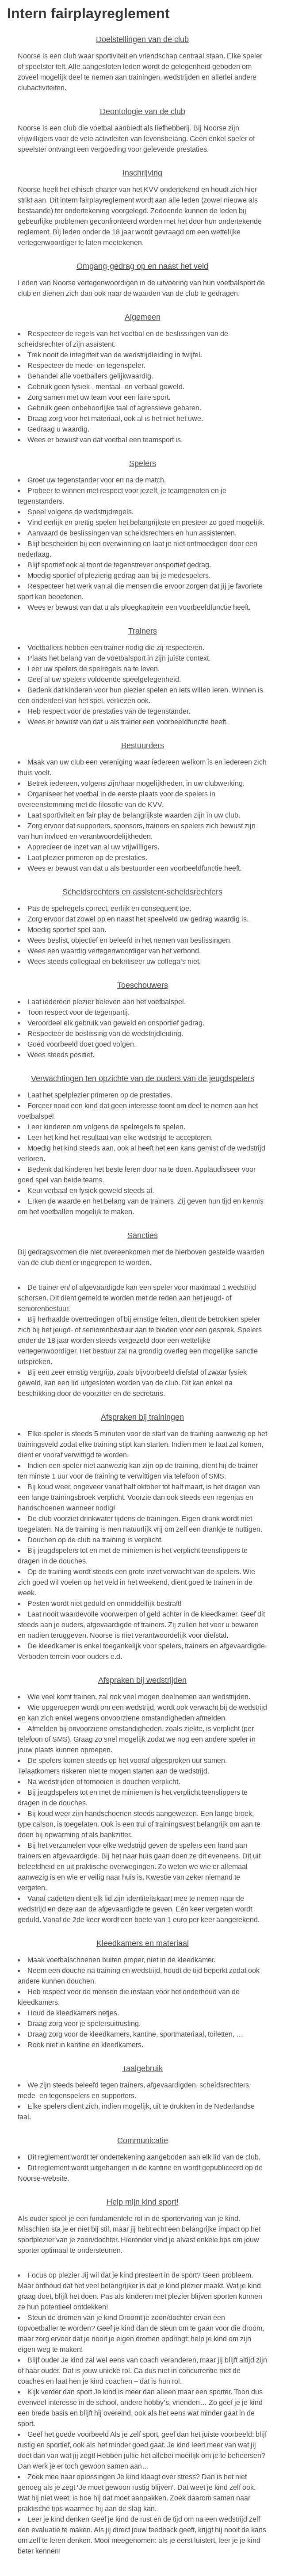 Intern fairplayreglement
Doelstellingen van de club
Noorse is een club waar sportiviteit en vriendschap centraal staan. Elke speler
of speelster telt. Alle aangesloten leden wordt de gelegenheid geboden om
zoveel mogelijk deel te nemen aan trainingen, wedstrijden en allerlei andere
clubactiviteiten.
Deontologie van de club
Noorse is een club die voetbal aanbiedt als liefhebberij. Bij Noorse zijn
vrijwilligers voor de vele activiteiten van levensbelang. Geen enkel speler of
speelster ontvangt een vergoeding voor geleverde prestaties.
Inschrijving
Noorse heeft het ethisch charter van het KVV ondertekend en houdt zich hier
strikt aan. Dit intern fairplayreglement wordt aan alle leden (zowel nieuwe als
bestaande) ter ondertekening voorgelegd. Zodoende kunnen de leden bij
gebeurlijke problemen geconfronteerd worden met het door hun ondertekende
reglement. Bij leden onder de 18 jaar wordt gevraagd om een wettelijke
vertegenwoordiger te laten meetekenen.
Omgang-gedrag op en naast het veld
Leden van Noorse vertegenwoordigen in de uitvoering van hun voetbalsport de
club en dienen zich dan ook naar de waarden van de club te gedragen.
Algemeen
• Respecteer de regels van het voetbal en de beslissingen van de
scheidsrechter of zijn assistent.
• Trek nooit de integriteit van de wedstrijdleiding in twijfel.
• Respecteer de mede- en tegenspeler.
• Behandel alle voetballers gelijkwaardig.
• Gebruik geen fysiek-, mentaal- en verbaal geweld.
• Zorg samen met uw team voor een faire sport.
• Gebruik geen onbehoorlijke taal of agressieve gebaren.
• Draag zorg voor het materiaal, ook al is het niet het uwe.
• Gedraag u waardig.
• Wees er bewust van dat voetbal een teamsport is.
Spelers
• Groet uw tegenstander voor en na de match.
• Probeer te winnen met respect voor jezelf, je teamgenoten en je
tegenstanders.
• Speel volgens de wedstrijdregels.
• Vind eerlijk en prettig spelen het belangrijkste en presteer zo goed mogelijk.
• Aanvaard de beslissingen van scheidsrechters en hun assistenten.
• Blijf bescheiden bij een overwinning en laat je niet ontmoedigen door een
nederlaag.
• Blijf sportief ook al toont de tegenstrever onsportief gedrag.
• Moedig sportief of plezierig gedrag aan bij je medespelers.
• Respecteer het werk van al die mensen die ervoor zorgen dat jij je favoriete
sport kan beoefenen.
• Wees er bewust van dat u als ploegkapitein een voorbeeldfunctie heeft.
Trainers
• Voetballers hebben een trainer nodig die zij respecteren.
• Plaats het belang van de voetbalsport in zijn juiste context.
• Leer uw spelers de spelregels na te leven.
• Geef al uw spelers voldoende speelgelegenheid.
• Bedenk dat kinderen voor hun plezier spelen en iets willen leren. Winnen is
een onderdeel van het spel. verliezen ook.
• Heb respect voor de prestaties van de tegenstander.
• Wees er bewust van dat u als trainer een voorbeeldfunctie heeft.
Bestuurders
• Maak van uw club een vereniging waar iedereen welkom is en iedereen zich
thuis voelt.
• Betrek iedereen, volgens zijn/haar mogelijkheden, in uw clubwerking.
• Organiseer het voetbal in de eerste plaats voor de spelers in
overeenstemming met de filosofie van de KVV.
• Laat sportiviteit en fair play de belangrijkste waarden zijn in uw club.
• Zorg ervoor dat supporters, sponsors, trainers en spelers zich bewust zijn
van hun invloed en verantwoordelijkheden.
• Apprecieer de inzet van al uw vrijwilligers.
• Laat plezier primeren op de prestaties.
• Wees er bewust van dat u als bestuurder een voorbeeldfunctie heeft.
Scheidsrechters en assistent-scheidsrechters
• Pas de spelregels correct, eerlijk en consequent toe.
• Zorg ervoor dat zowel op en naast het speelveld uw gedrag waardig is.
• Moedig sportief spel aan.
• Wees beslist, objectief en beleefd in het nemen van beslissingen.
• Wees een waardig vertegenwoordiger van het verbond.
• Wees steeds collegiaal en bekritiseer uw collega's niet.
Toeschouwers
• Laat iedereen plezier beleven aan het voetbalspel.
• Toon respect voor de tegenpartij.
• Veroordeel elk gebruik van geweld en onsportief gedrag.
• Respecteer de beslissing van de wedstrijdleiding.
• Goed voorbeeld doet goed volgen.
• Wees steeds positief.
Verwachtingen ten opzichte van de ouders van de jeugdspelers
• Laat het spelplezier primeren op de prestaties.
• Forceer nooit een kind dat geen interesse toont om deel te nemen aan het
voetbalspel.
• Leer kinderen om volgens de spelregels te spelen.
• Leer het kind het resultaat van elke wedstrijd te accepteren.
• Moedig het kind steeds aan, ook al heeft het een kans gemist of de wedstrijd
verloren.
• Bedenk dat kinderen het beste leren door na te doen. Applaudisseer voor
goed spel van beide teams.
• Keur verbaal en fysiek geweld steeds af.
• Erken de waarde en het belang van de trainers. Zij geven hun tijd en kennis
om het voetballen mogelijk te maken.
Sancties
Bij gedragsvormen die niet overeenkomen met de hierboven gestelde waarden
van de club dient er ingegrepen te worden.
• De trainer en/ of afgevaardigde kan een speler voor maximaal 1 wedstrijd
schorsen. Dit dient gemeld te worden met de reden aan het jeugd- of
seniorenbestuur.
• Bij herhaalde overtredingen of bij ernstige feiten, dient de betrokken speler
zich bij het jeugd- of seniorenbestuur aan te bieden voor een gesprek. Spelers
onder de 18 jaar worden steeds vergezeld door een wettelijke
vertegenwoordiger. Het bestuur zal na grondig overleg een mogelijke sanctie
uitspreken.
• Bij een zeer ernstig vergrijp, zoals bijvoorbeeld diefstal of zwaar fysiek
geweld, kan een lid uitgesloten worden van de club. Dit kan enkel na
beschikking door de voorzitter en de secretaris.
Afspraken bij trainingen
• Elke speler is steeds 5 minuten voor de start van de training aanwezig op het
trainingsveld zodat elke training stipt kan starten. Indien men te laat zal komen,
dient er vooraf verwittigd te worden.
• Indien een speler niet aanwezig kan zijn op de training, dient hij de trainer
ten minste 1 uur voor de training te verwittigen via telefoon of SMS.
• Bij koud weer, ongeveer vanaf half oktober tot half maart, is het dragen van
een lange trainingsbroek verplicht. Voorzie dan ook steeds een regenjas en
handschoenen wanneer nodig!
• De club voorziet drinkwater tijdens de trainingen. Eigen drank wordt niet
toegelaten. Na de training is men natuurlijk vrij om zelf een drankje te nuttigen.
• Douchen op de club na training is verplicht.
• Bij jeugdspelers tot en met de miniemen is het verplicht teenslippers te
dragen in de douches.
• Op de training wordt steeds een grote inzet verwacht van de spelers. Wie
zich goed wil voelen op het veld in het weekend, dient goed te trainen in de
week.
• Pesten wordt niet geduld en onmiddellijk bestraft!
• Laat nooit waardevolle voorwerpen of geld achter in de kleedkamer. Geef dit
steeds aan je ouders, afgevaardigde of trainers. Zij zullen het voor u bewaren
en nadien teruggeven. Noorse is niet verantwoordelijk voor diefstal.
• De kleedkamer is enkel toegankelijk voor spelers, trainers en afgevaardigde.
Verboden terrein voor ouders e.d.
Afspraken bij wedstrijden
• Wie veel komt trainen, zal ook veel mogen deelnemen aan wedstrijden.
• Wie opgeroepen wordt om een wedstrijd, wordt ook verwacht bij de wedstrijd
en kan zich enkel wegens onvoorziene omstandigheden afmelden.
• Afmelden bij onvoorziene omstandigheden, zoals ziekte, is verplicht (per
telefoon of SMS). Graag zo snel mogelijk zodat we nog een andere speler in
jouw plaats kunnen oproepen.
• De spelers komen steeds op het vooraf afgesproken uur samen.
Telaatkomers riskeren niet te mogen starten aan de wedstrijd.
• Na wedstrijden of tornooien is douchen verplicht.
• Bij jeugdspelers tot en met de miniemen is het verplicht teenslippers te
dragen in de douches.
• Bij koud weer zijn handschoenen steeds aangewezen. Een lange broek,
type calson, is toegelaten. Ook is een trui of trainingsvest belangrijk om aan te
doen bij opwarming of als bankzitter.
• Bij het verzamelen voor elke wedstrijd geven de spelers een hand aan
trainers en afgevaardigde. Bij het naar huis gaan doen ze dit eveneens. Dit uit
beleefdheid en uit praktische overwegingen. Zo weten we wie er allemaal
aanwezig is en wie er veilig naar huis is. Kwestie van zeker niemand te
vergeten.
• Vanaf cadetten dient elk lid zijn identiteitskaart mee te nemen naar de
wedstrijd en deze aan de afgevaardigde te geven. Eén keer vergeten wordt
geduld. Vanaf de 2de keer wordt een boete van 1 euro per keer aangerekend.
Kleedkamers en materiaal
• Maak voetbalschoenen buiten proper, niet in de kleedkamer.
• Neem een douche na training en wedstrijd, houdt de tijd beperkt zodat ook
andere kunnen douchen.
• Heb respect voor de mensen die instaan voor het onderhoud van de
kleedkamers.
• Houd de kleedkamers netjes.
• Draag zorg voor je spelersuitrusting.
• Draag zorg voor de kleedkamers, kantine, sportmateriaal, toiletten, …
• Rook niet in kantine en kleedkamers.
Taalgebruik
• We zijn steeds beleefd tegen trainers, afgevaardigden, scheidsrechters,
mede- en tegenspelers en supporters.
• Elke spelers dient zich, indien mogelijk, uit te drukken in de Nederlandse
taal.
Communicatie
• Dit reglement wordt ter ondertekening aangeboden aan elk lid van de club.
• Dit reglement wordt uitgehangen in de kantine en wordt gepubliceerd op de
Noorse-website.
Help mijn kind sport!
Als ouder speel je een fundamentele rol in de sportervaring van je kind.
Misschien sta je er niet bij stil, maar jij hebt echt een belangrijke impact op het
sportplezier van je zoon/dochter. Hieronder vind je alvast enkele tips om jouw
sporter optimaal te ondersteunen.
• Focus op plezier Jij wil dat je kind presteert in de sport? Geen probleem.
Maar onthoud dat het veel belangrijker is dat je kind plezier maakt. Wat je kind
graag doet, blijft het doen. Pas als kinderen met plezier blijven sporten kunnen
ze hun potentieel ontdekken!
• Steun de dromen van je kind Droomt je zoon/dochter ervan een
topvoetballer te worden? Geef je kind dan de steun om te gaan voor die droom,
maar zorg ervoor dat je nooit je eigen dromen opdringt: help je kind om zijn
eigen weg te maken!
• Blijf ouder Je kind zal wel eens van coach veranderen, maar jij blijft altijd zijn
of haar ouder. Dat is jouw unieke rol. Ga dus niet in concurrentie met de
coaches en laat hen je kind coachen – dat is hun rol.
• Kijk verder dan sport Je kind is meer dan alleen maar een sporter. Toon dus
evenveel interesse in de school, andere hobby's, vrienden… Zo geef je je kind
een brede basis en blijft hij overeind, ook als het eens wat minder gaat in de
sport.
• Geef het goede voorbeeld Als je zelf sport, geef dan het juiste voorbeeld: blijf
rustig en sportief, ook als het minder goed gaat. Je kind leert meer van wat jij
doet dan van wat jij zegt! Hebben jullie het allebei moeilijk om je te beheersen?
Dan werk je er toch gewoon samen aan…
• Zoek mee naar oplossingen Je kind klaagt over stress? Dan is het niet
genoeg als je zegt 'Je moet gewoon rustig blijven'. Dat weet je kind zelf ook.
Wat hij niet weet, is hoe hij dat moet aanpakken. Zoek daarom samen naar
praktische tips waarmee hij aan de slag kan.
• Leer je kind denken Geef je kind de rust en de tijd om na een wedstrijd zelf
een evaluatie te maken. Als jij direct jouw feedback geeft, krijgt hij nooit de kans
om zelf te leren denken. Mooi meegenomen: als je eerst luistert, leer je je kind
beter kennen!